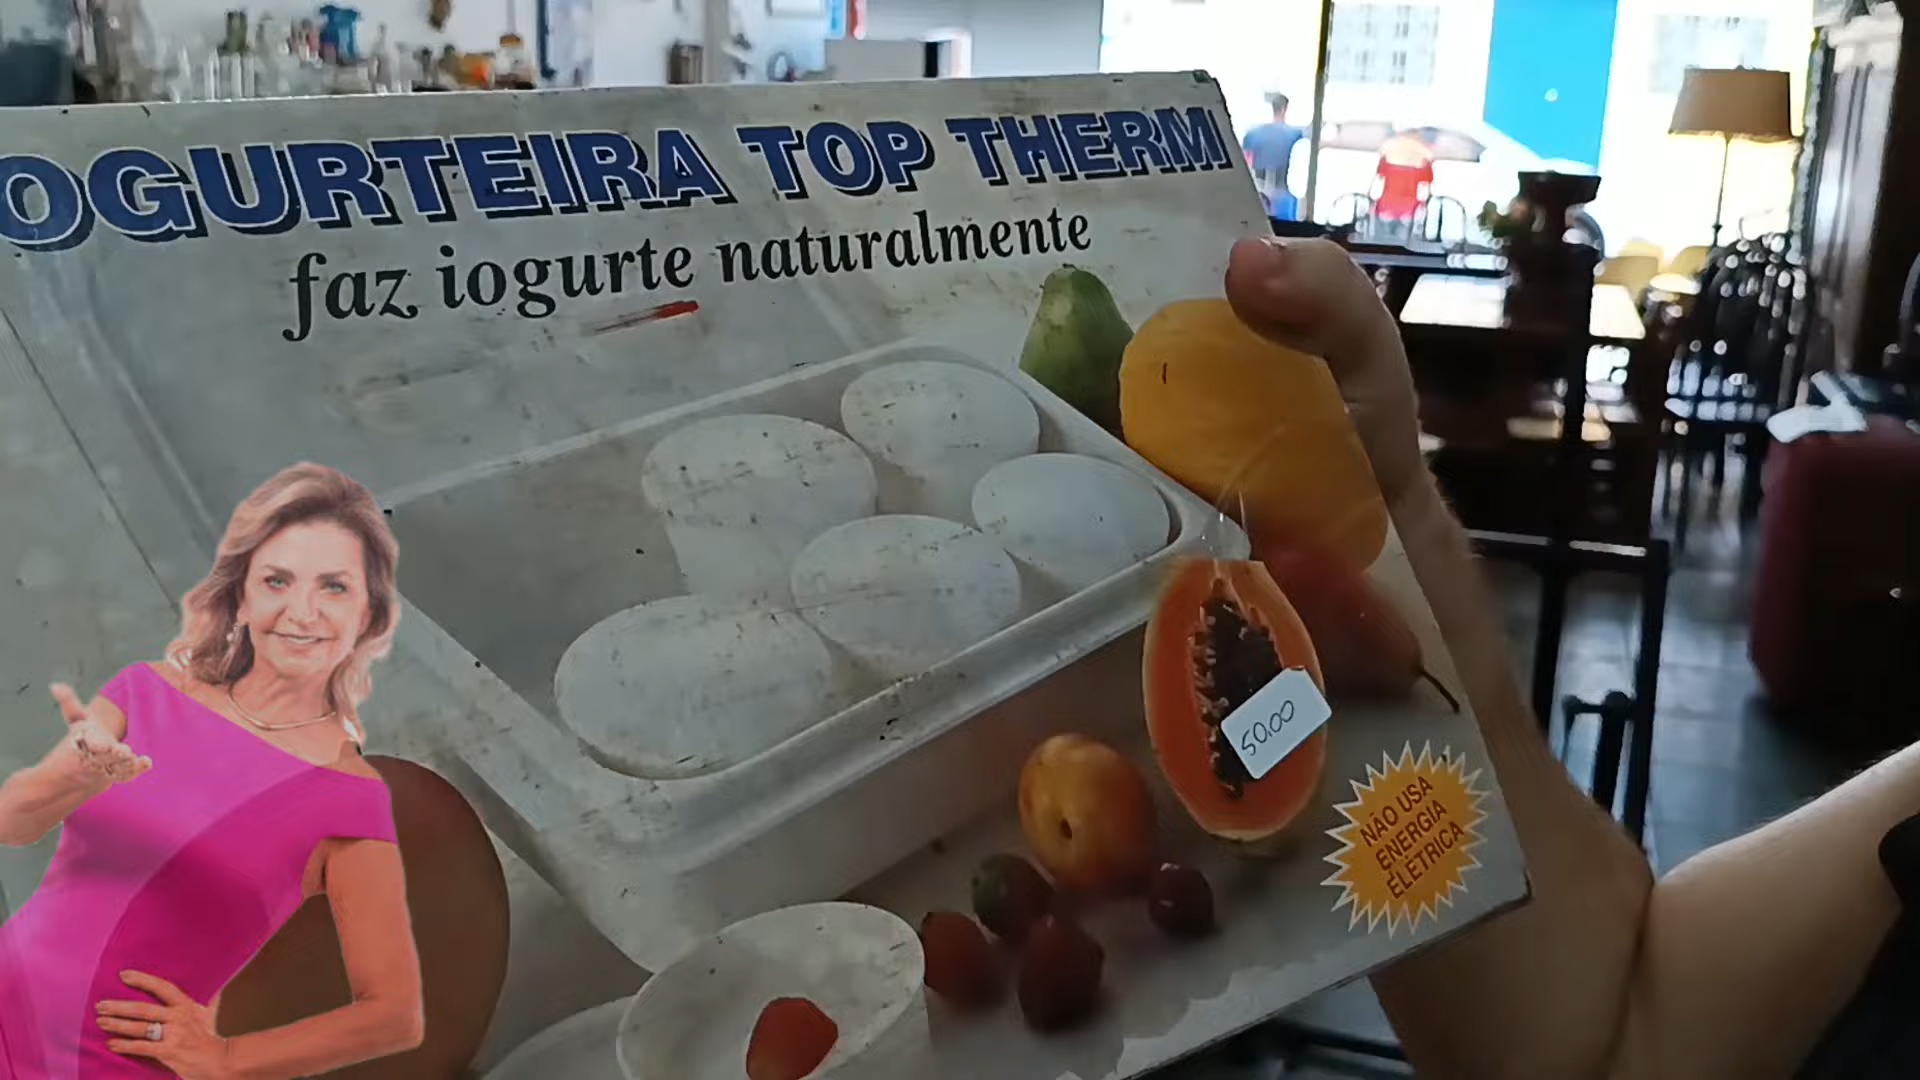 OGURTEIRA TOP THERM
faz iogurte naturalmente
50,00
NÃO USA
ENERGIA
ELÉTRICA